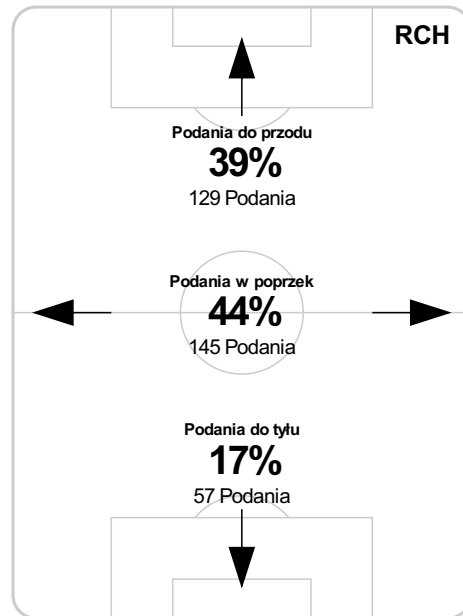 RCH
Podania do przodu
39%
129 Podania
Podania w poprzek
44%
145 Podania
Podania do tyłu
17%
57 Podania